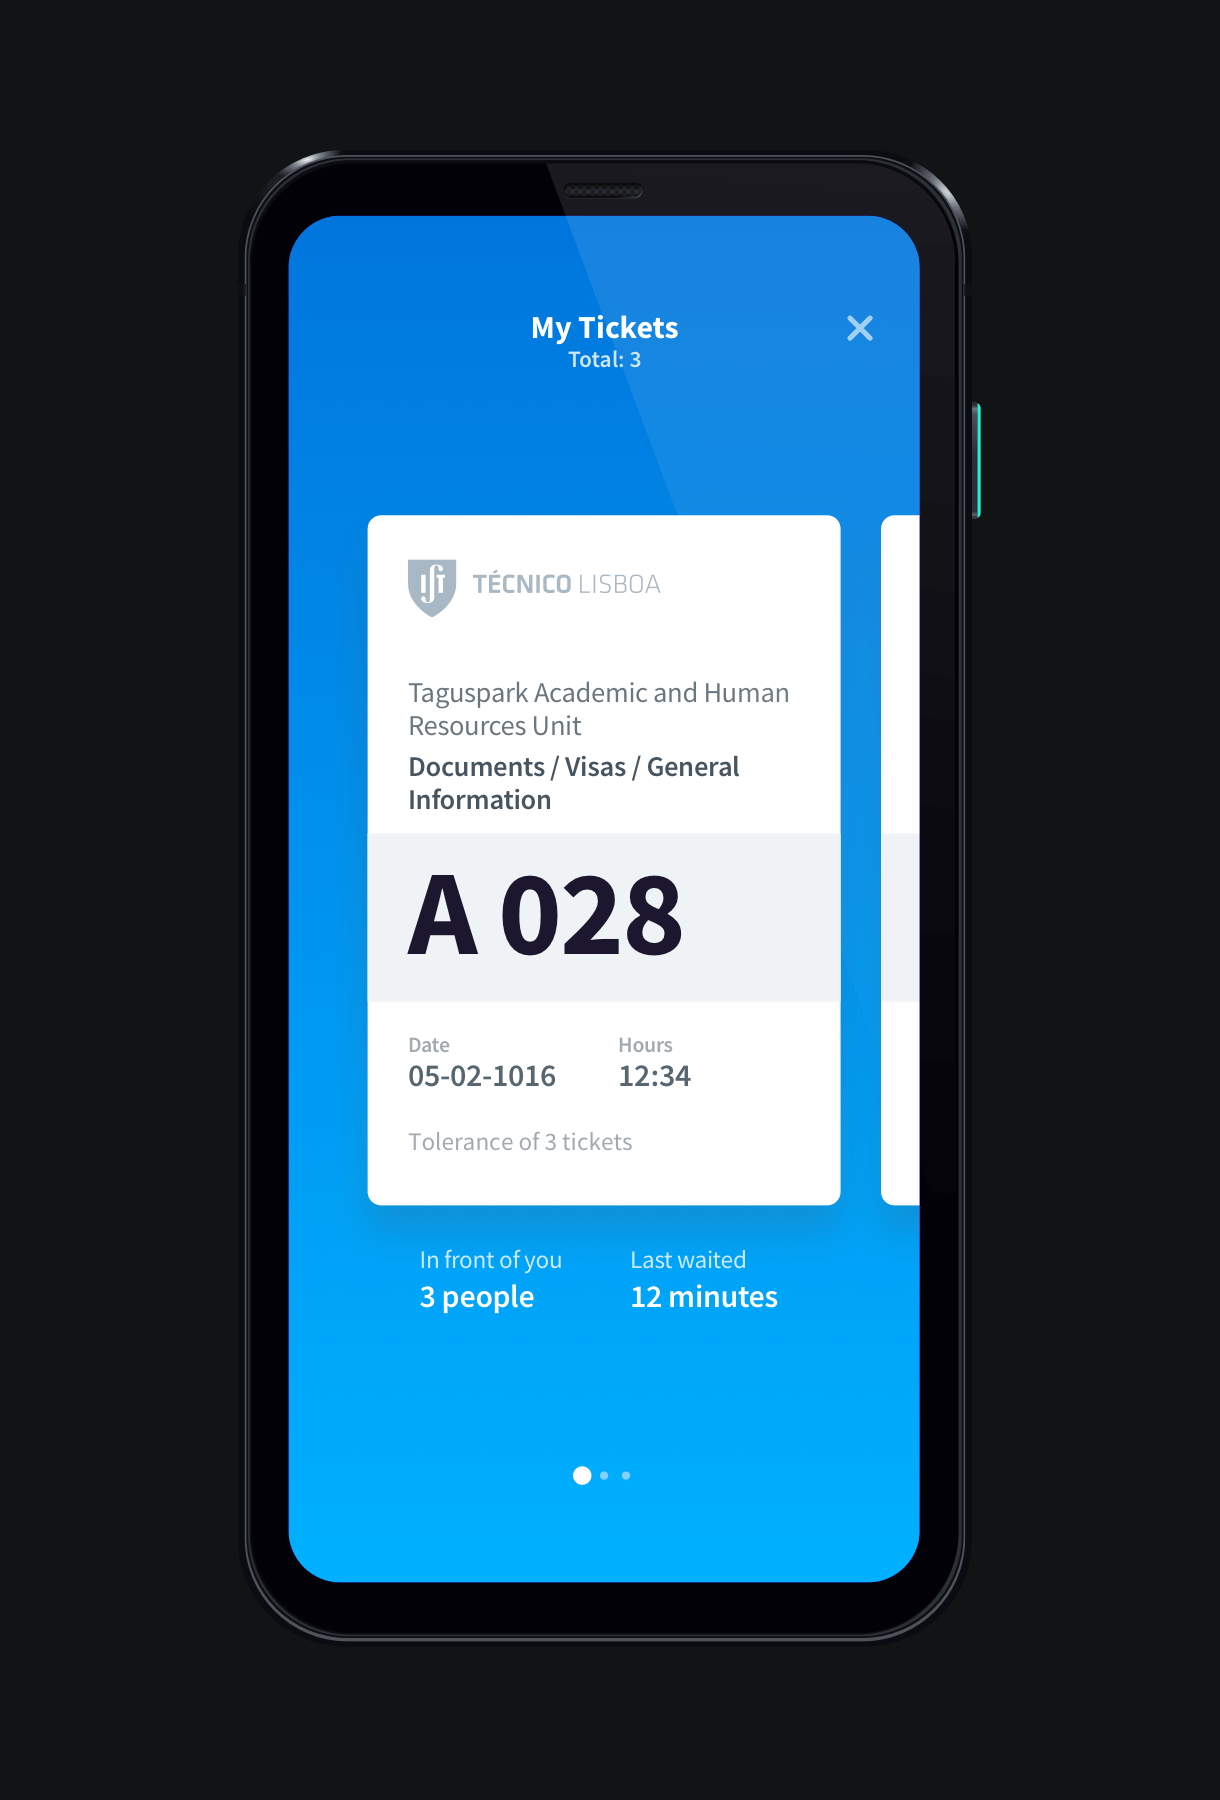 My Tickets
Total: 3
TÉCNICO LISBOA
Taguspark Academic and Human
Resources Unit
Documents / Visas / General
Information
A 028
Date
Hours
05-02-1016
12:34
Tolerance of 3 tickets
In front of you
Last waited
3 people
12 minutes